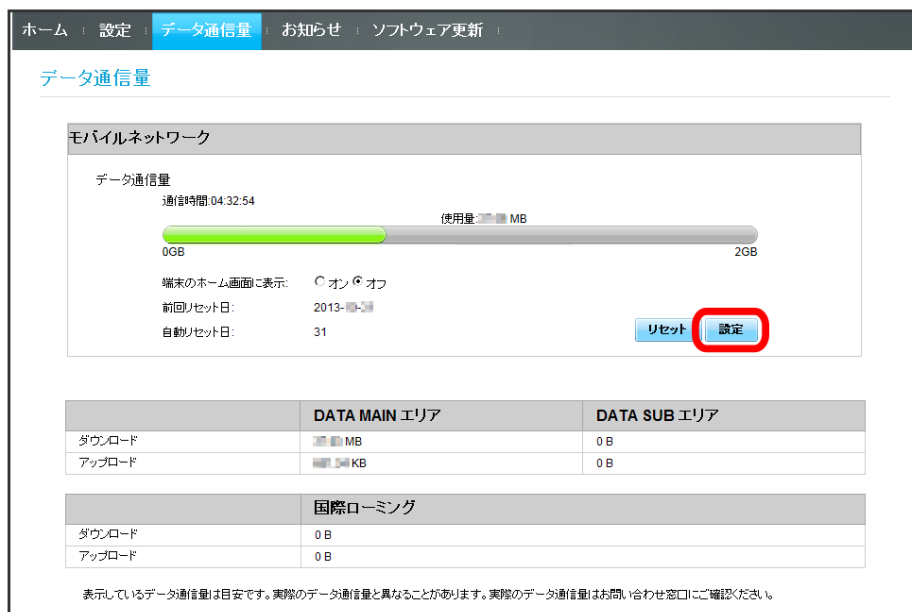 ホーム 設定 データ通信量 お知らせ ソフトウェア更新
データ通信量
モバイルネットワーク
データ通信量
通信時間:04:32:54
使用量: MB
0GB 2GB
端末のホーム画面に表示: オン オフ
前回リセット日: 2013-
自動リセット日: 31
リセット 設定
DATA MAIN エリア DATA SUB エリア
ダウンロード MB 0 B
アップロード KB 0 B
国際ローミング
ダウンロード 0 B
アップロード 0 B
表示しているデータ通信量は目安です。実際のデータ通信量と異なることがあります。実際のデータ通信量はお問い合わせ窓口にご確認ください。